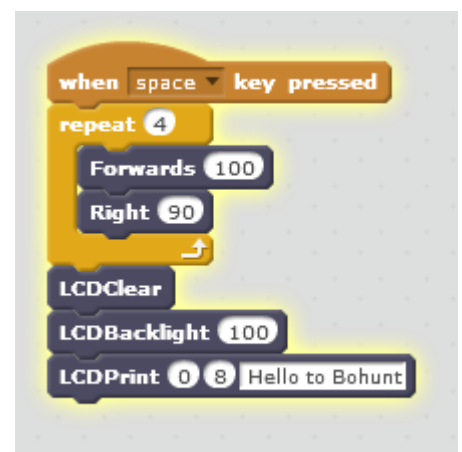 when space key pressed
repeat 4
Forwards 100
Right 90
LCDClear
LCDBacklight 100
LCDPrint 0 8 Hello to Bohunt